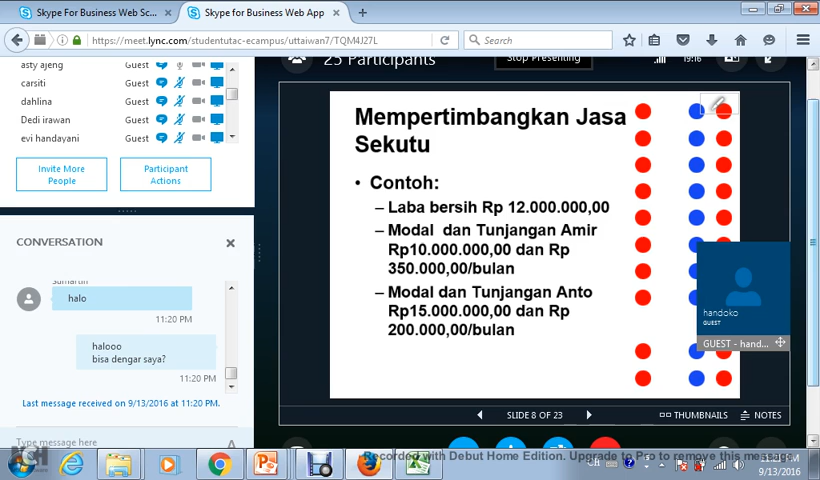 Skype For Business Web Sc...
Skype for Business Web App
https://meet.lync.com/studentutac-ecampus/uttaiwan7/TQM4J27L
Search
asty ajeng Guest
carsiti Guest
dahlina Guest
Dedi irawan Guest
evi handayani Guest
Invite More
People
Participant
Actions
CONVERSATION
halo
11:20 PM
halooo
bisa dengar saya?
11:20 PM
Last message received on 9/13/2016 at 11:20 PM.
Type message here
25 Participants
Stop Presenting
19:16
Mempertimbangkan Jasa
Sekutu
• Contoh:
– Laba bersih Rp 12.000.000,00
– Modal dan Tunjangan Amir
Rp10.000.000,00 dan Rp
350.000,00/bulan
– Modal dan Tunjangan Anto
Rp15.000.000,00 dan Rp
200.000,00/bulan
handoko
GUEST
GUEST - hand...
SLIDE 8 OF 23
THUMBNAILS
NOTES
Recorded with Debut Home Edition. Upgrade to Pro to remove this message.
CH
9/13/2016